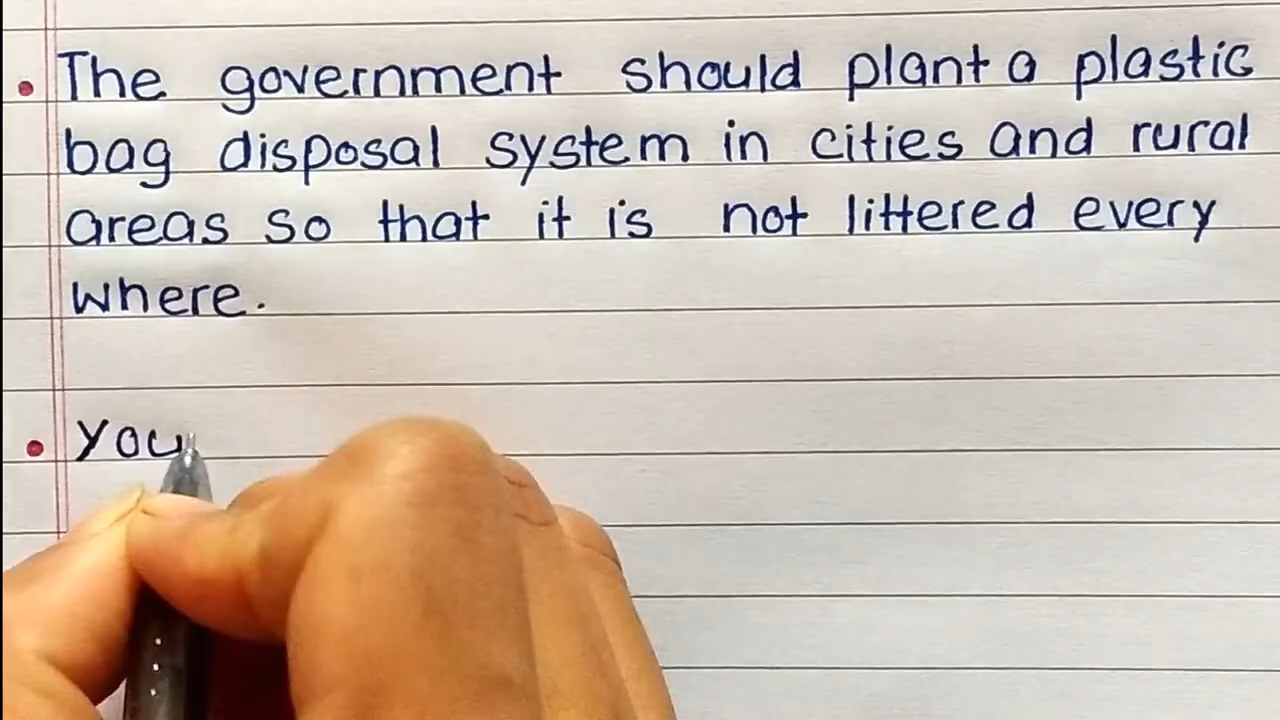 The government should plant a plastic
bag disposal system in cities and rural
areas so that it is not littered every
where.
You